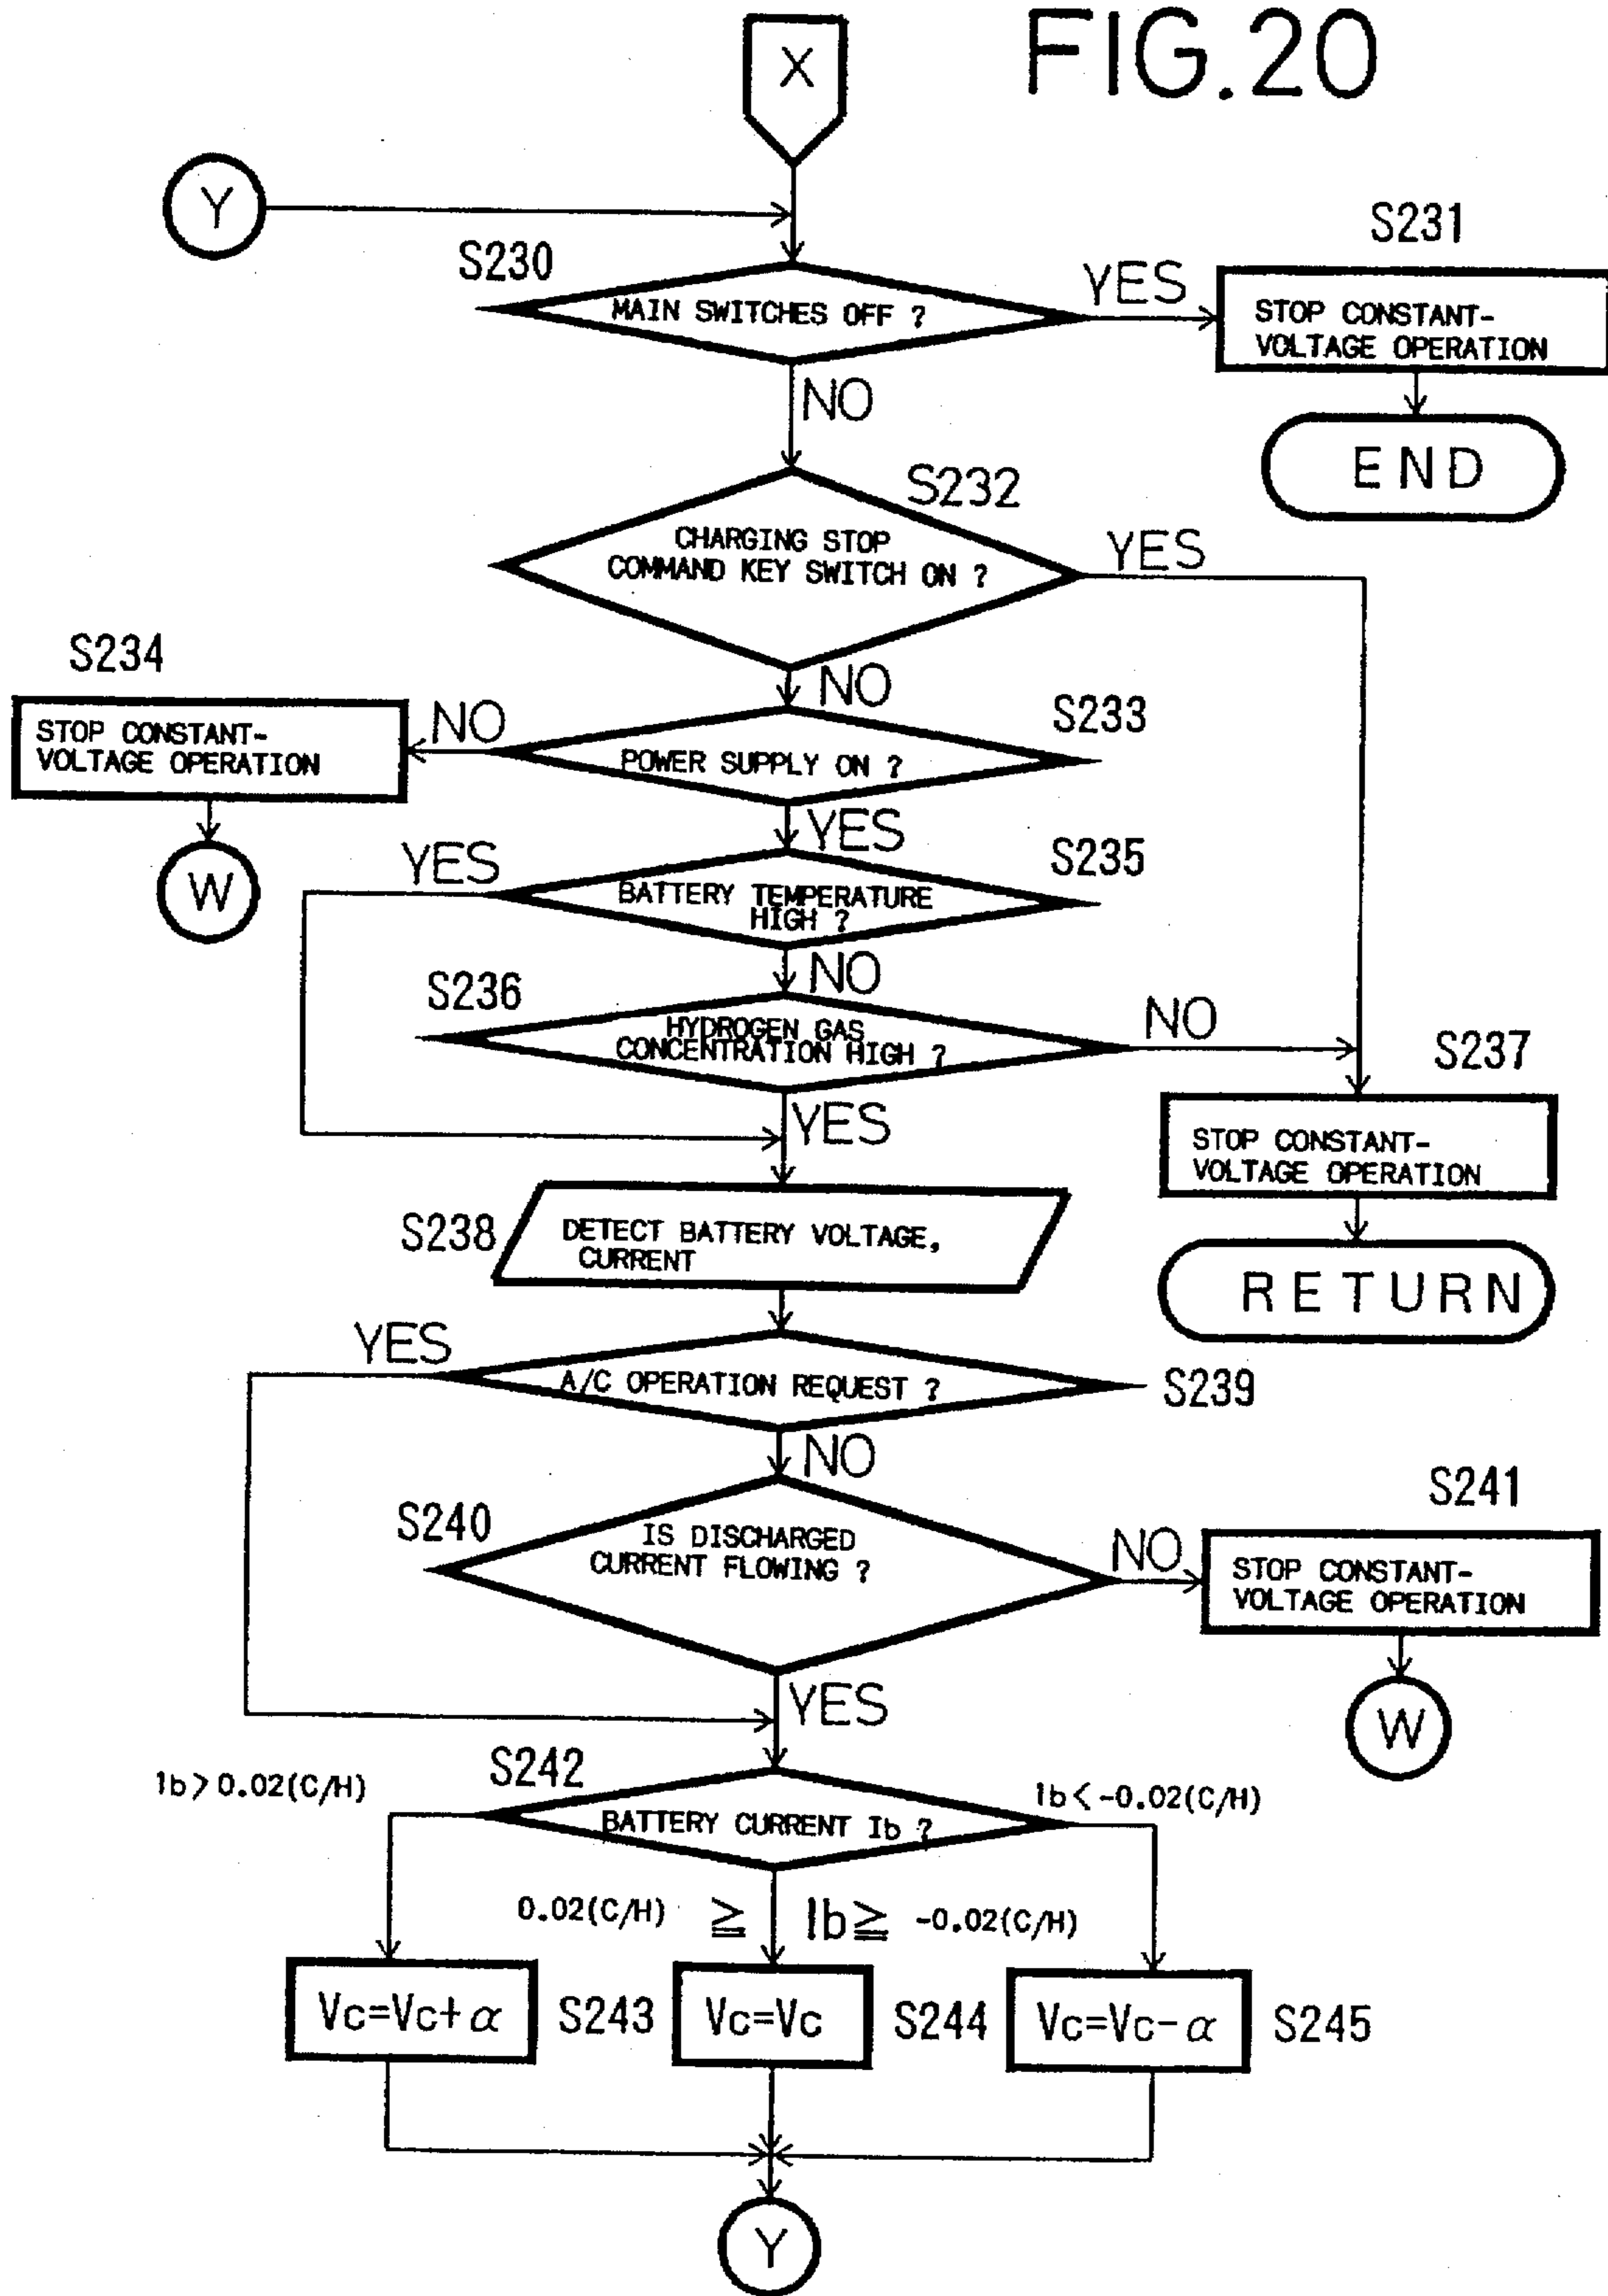 FIG.20
X
Y
S230
MAIN SWITCHES OFF ?
YES
S231
STOP CONSTANT-
VOLTAGE OPERATION
NO
END
S232
CHARGING STOP
COMMAND KEY SWITCH ON ?
YES
NO
S234
STOP CONSTANT-
VOLTAGE OPERATION
NO
S233
POWER SUPPLY ON ?
W
YES
S235
YES
BATTERY TEMPERATURE
HIGH ?
NO
S236
HYDROGEN GAS
CONCENTRATION HIGH ?
NO
S237
YES
STOP CONSTANT-
VOLTAGE OPERATION
S238
DETECT BATTERY VOLTAGE,
CURRENT
RETURN
YES
A/C OPERATION REQUEST ?
S239
NO
S240
IS DISCHARGED
CURRENT FLOWING ?
NO
S241
STOP CONSTANT-
VOLTAGE OPERATION
YES
W
S242
Ib>0.02(C/H)
BATTERY CURRENT Ib ?
Ib<-0.02(C/H)
0.02(C/H) ≧ Ib≧ -0.02(C/H)
Vc=Vc+α
S243
Vc=Vc
S244
Vc=Vc-α
S245
Y